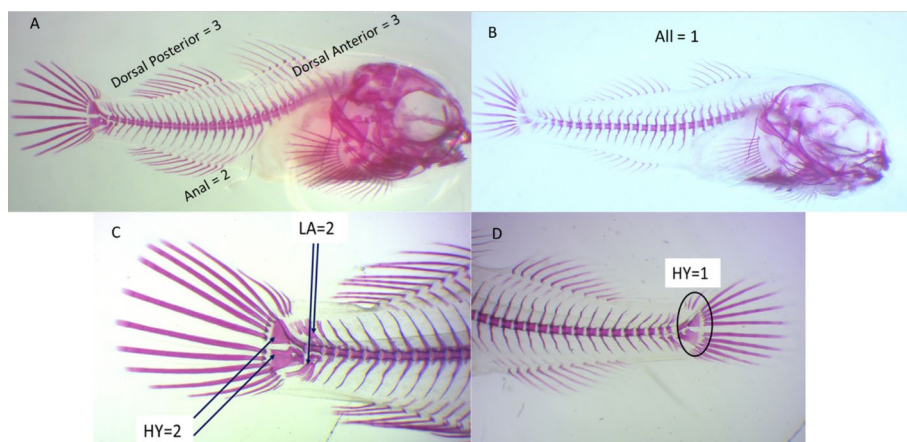 A
Dorsal Posterior = 3
Dorsal Anterior = 3
Anal = 2
B
All = 1
C
LA=2
HY=2
D
HY=1